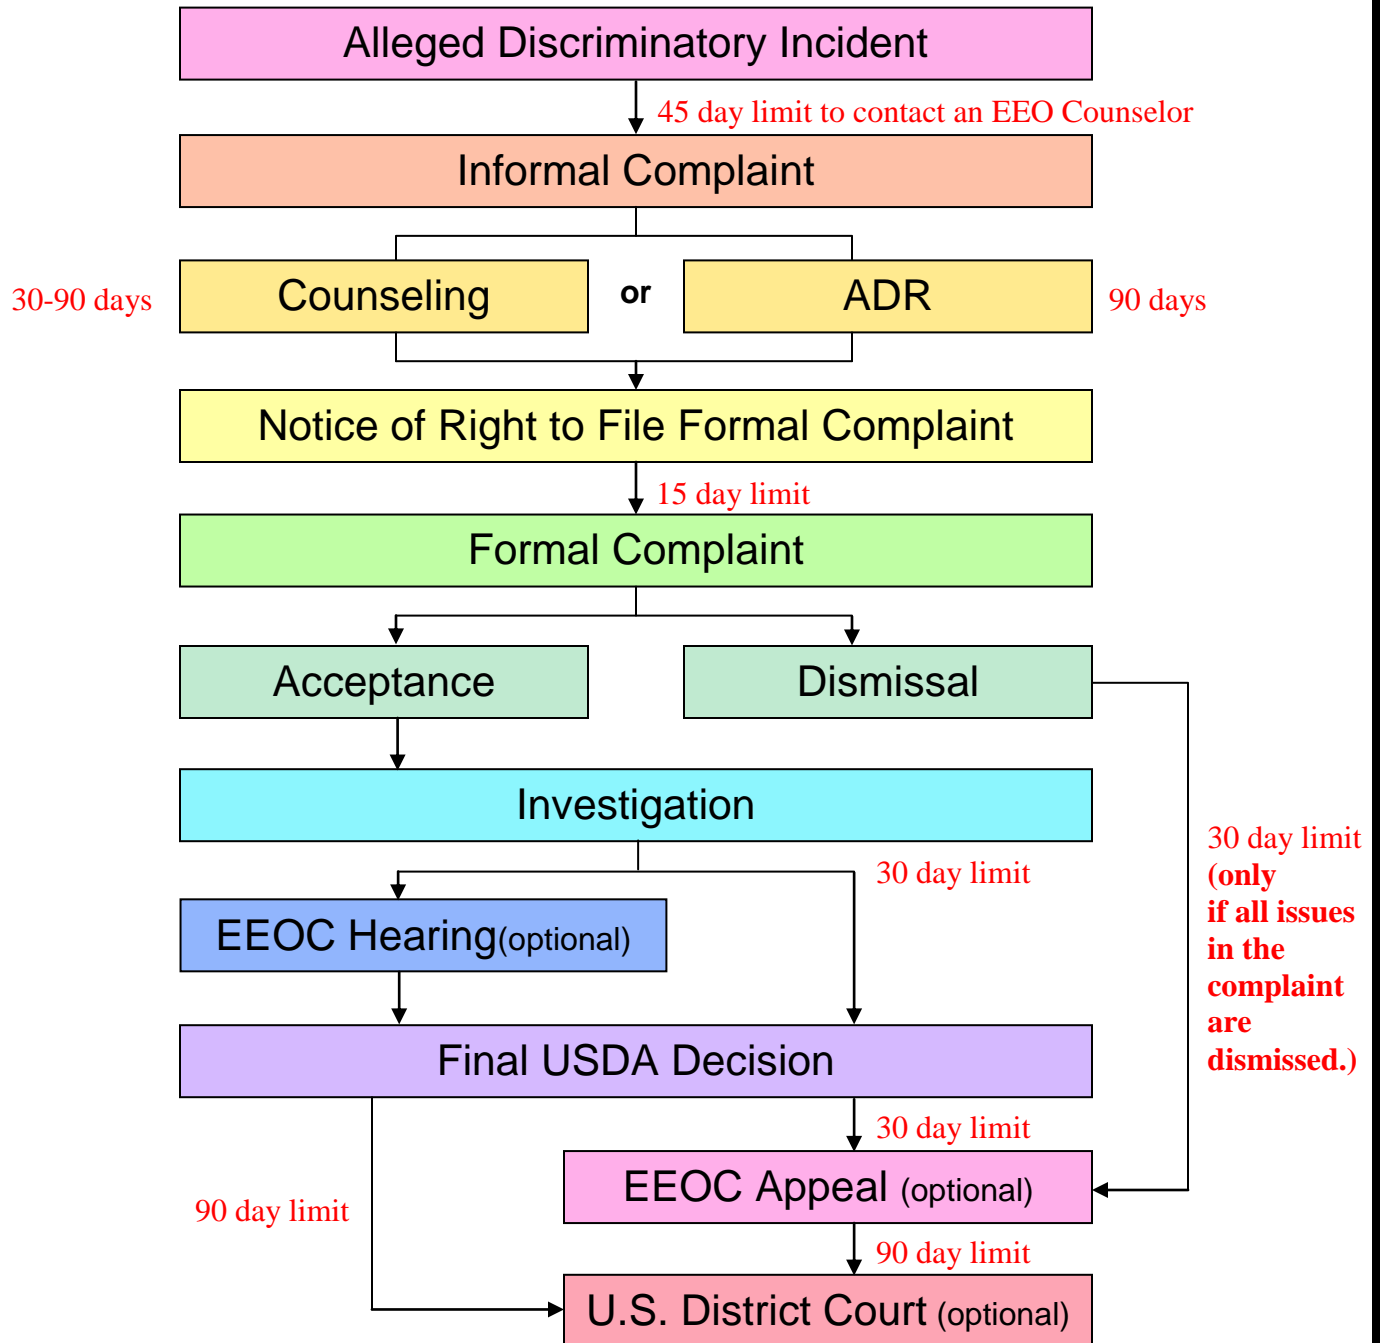 Alleged Discriminatory Incident
45 day limit to contact an EEO Counselor
Informal Complaint
30-90 days
Counseling
or
ADR
90 days
Notice of Right to File Formal Complaint
15 day limit
Formal Complaint
Acceptance
Dismissal
Investigation
30 day limit
EEOC Hearing(optional)
30 day limit
(only
if all issues
in the
complaint
are
dismissed.)
Final USDA Decision
30 day limit
EEOC Appeal (optional)
90 day limit
90 day limit
U.S. District Court (optional)